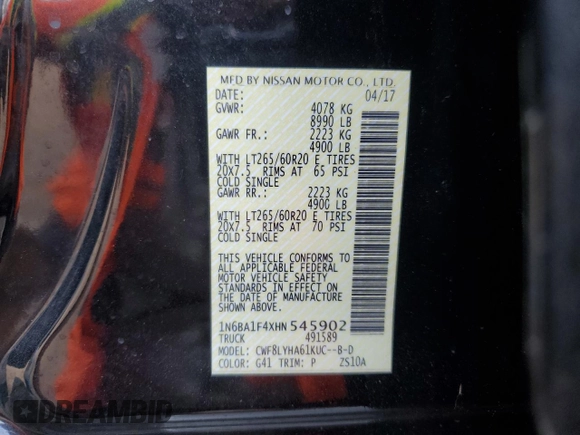 MFD BY NISSAN MOTOR CO., LTD.
DATE: 04/17
GVWR: 4078 KG
8990 LB
GAWR FR.: 2223 KG
4900 LB
WITH LT265/60R20 E TIRES
20X7.5 RIMS AT 65 PSI
COLD SINGLE
GAWR RR.: 2223 KG
4900 LB
WITH LT265/60R20 E TIRES
20X7.5 RIMS AT 70 PSI
COLD SINGLE
THIS VEHICLE CONFORMS TO
ALL APPLICABLE FEDERAL
MOTOR VEHICLE SAFETY
STANDARDS IN EFFECT ON
THE DATE OF MANUFACTURE
SHOWN ABOVE.
1N6BA1F4XHN545902
TRUCK 491589
MODEL: CWF8LYHA61KUC--B-D
COLOR: G41 TRIM: P ZS10A
DREAMBID